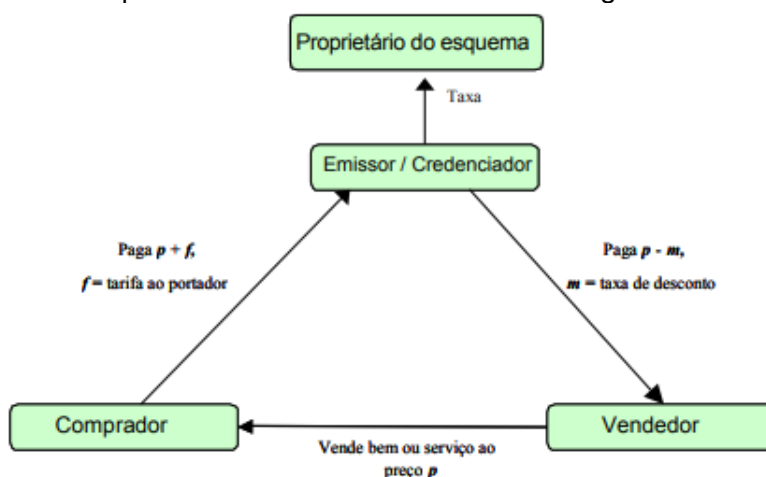 Proprietário do esquema
Taxa
Emissor / Credenciador
Paga p + f,
f = tarifa ao portador
Paga p - m,
m = taxa de desconto
Comprador
Vendedor
Vende bem ou serviço ao
preço p